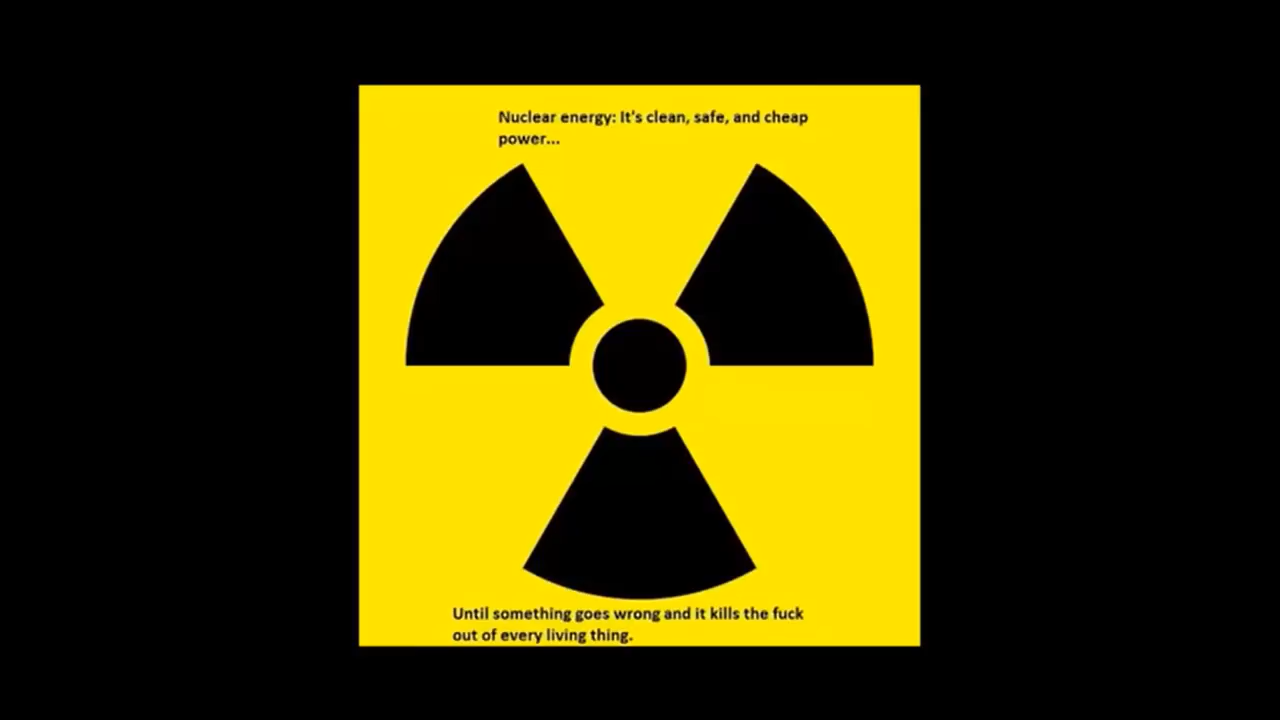 Nuclear energy: It's clean, safe, and cheap
power...
Until something goes wrong and it kills the fuck
out of every living thing.